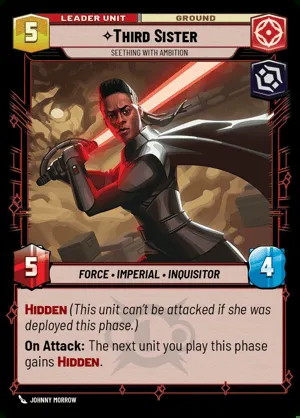 LEADER UNIT GROUND
5
✧THIRD SISTER
SEETHING WITH AMBITION
5
FORCE • IMPERIAL • INQUISITOR
4
HIDDEN (This unit can't be attacked if she was
deployed this phase.)
On Attack: The next unit you play this phase
gains HIDDEN.
JOHNNY MORROW